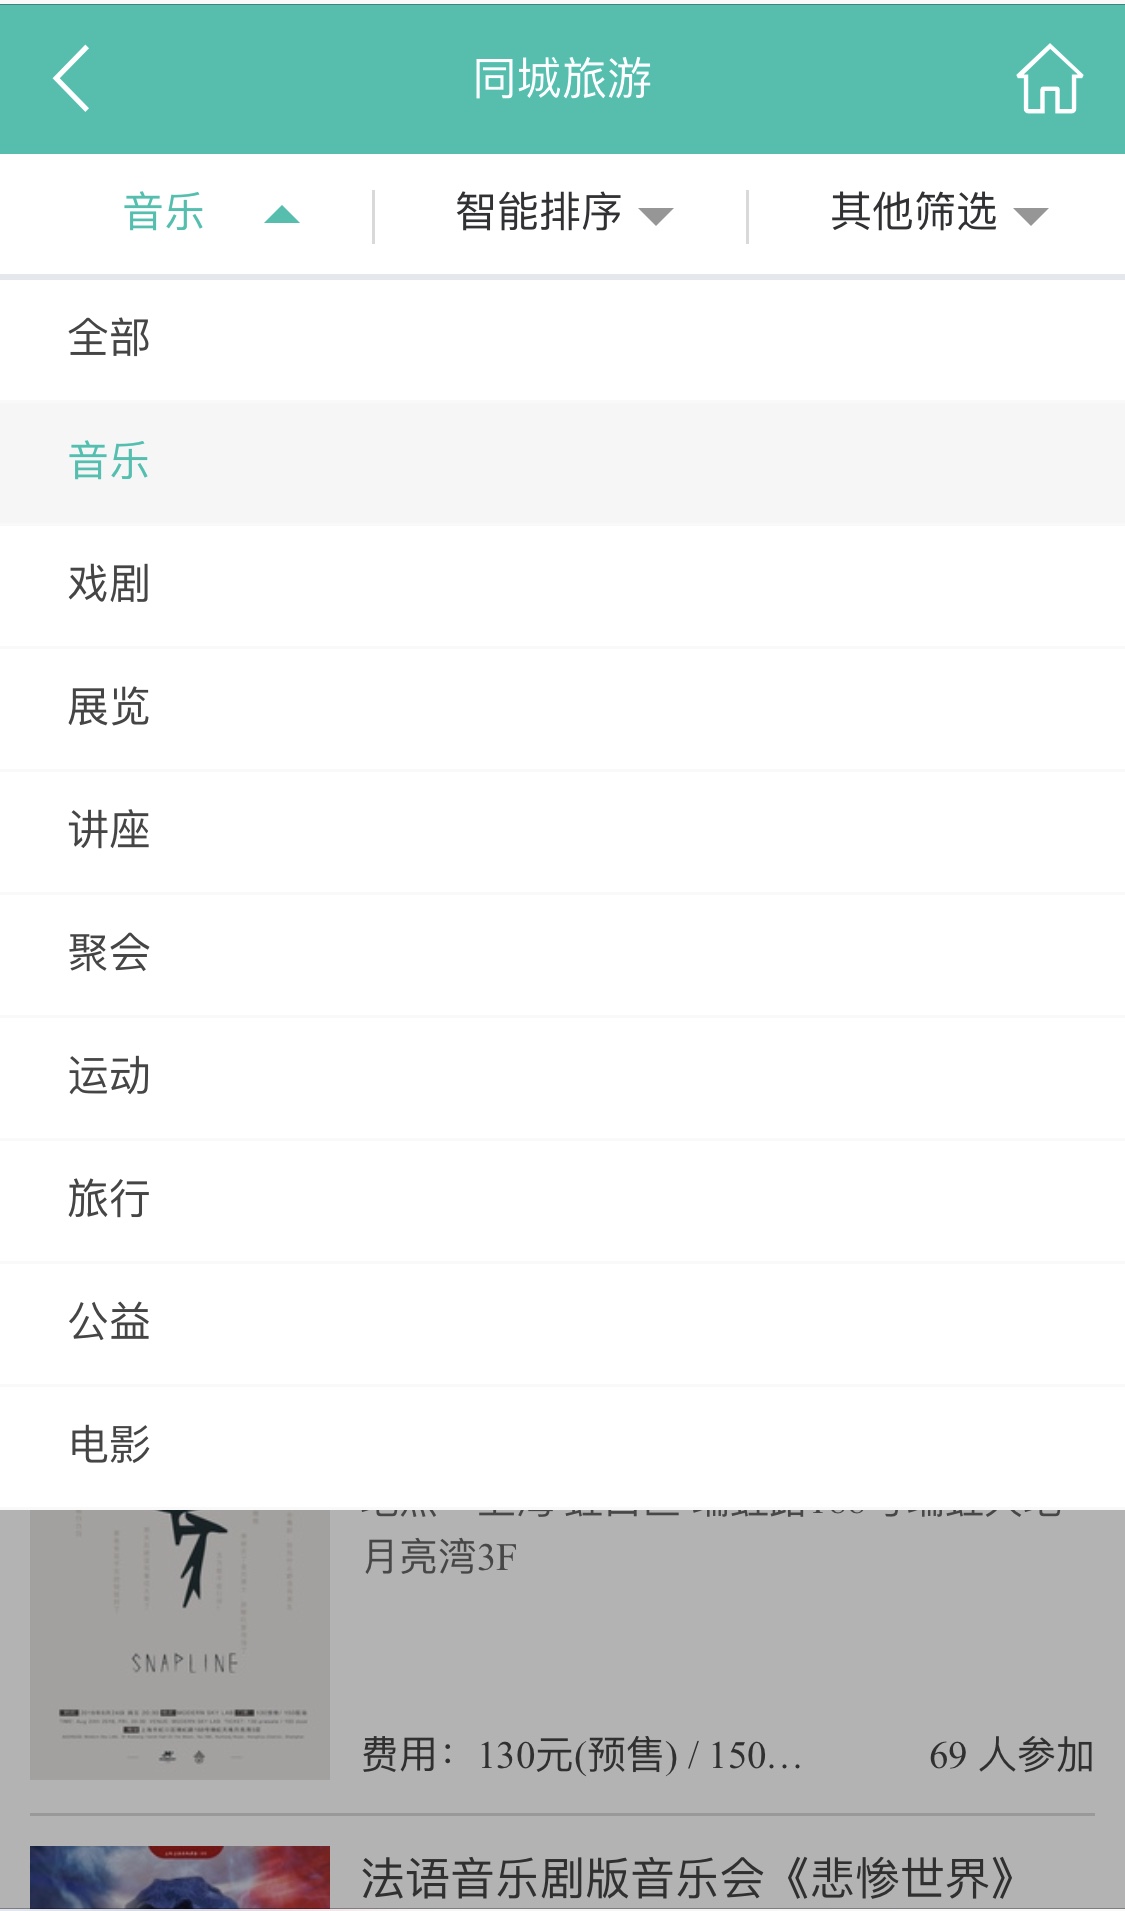 同城旅游
音乐 智能排序 其他筛选
全部
音乐
戏剧
展览
讲座
聚会
运动
旅行
公益
电影
月亮湾3F
SNAPLINE
费用：130元(预售) / 150... 69 人参加
法语音乐剧版音乐会《悲惨世界》